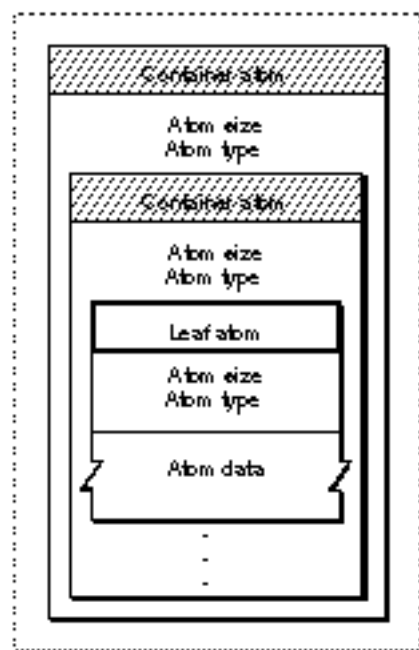 Container atom
Atom size
Atom type
Container atom
Atom size
Atom type
Leaf atom
Atom size
Atom type
Atom data